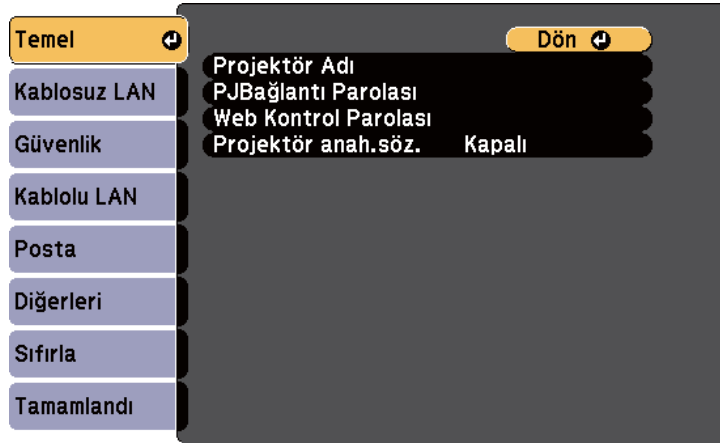 Temel
Kablosuz LAN
Güvenlik
Kablolu LAN
Posta
Diğerleri
Sıfırla
Tamamlandı
Dön
Projektör Adı
PJBağlantı Parolası
Web Kontrol Parolası
Projektör anah.söz. Kapalı